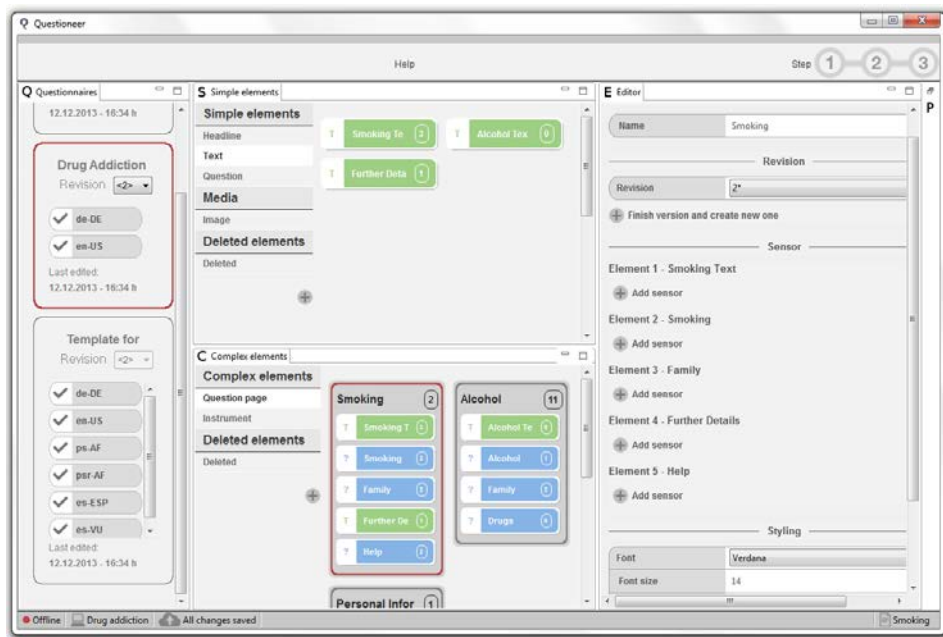 Questioneer
Help
Step 1 2 3
Q Questionnaires
12.12.2013 - 16:34 h
Drug Addiction
Revision <2>
de-DE
en-US
Last edited:
12.12.2013 - 16:34 h
Template for
Revision <2>
de-DE
en-US
ps-AF
psr-AF
es-ESP
es-VU
Last edited:
12.12.2013 - 16:34 h
S Simple elements
Simple elements
Headline
Text
Question
Media
Image
Deleted elements
Deleted
T Smoking Te
T Alcohol Tex
T Further Deta 1
C Complex elements
Complex elements
Question page
Instrument
Deleted elements
Deleted
Smoking 2
T Smoking T
? Smoking
? Family
T Further De
? Help
Alcohol 11
T Alcohol Te
? Alcohol
? Family
? Drugs
Personal Infor 1
E Editor
P
Name Smoking
Revision
Revision 2*
Finish version and create new one
Sensor
Element 1 - Smoking Text
Add sensor
Element 2 - Smoking
Add sensor
Element 3 - Family
Add sensor
Element 4 - Further Details
Add sensor
Element 5 - Help
Add sensor
Styling
Font Verdana
Font size 14
Offline Drug addiction All changes saved Smoking